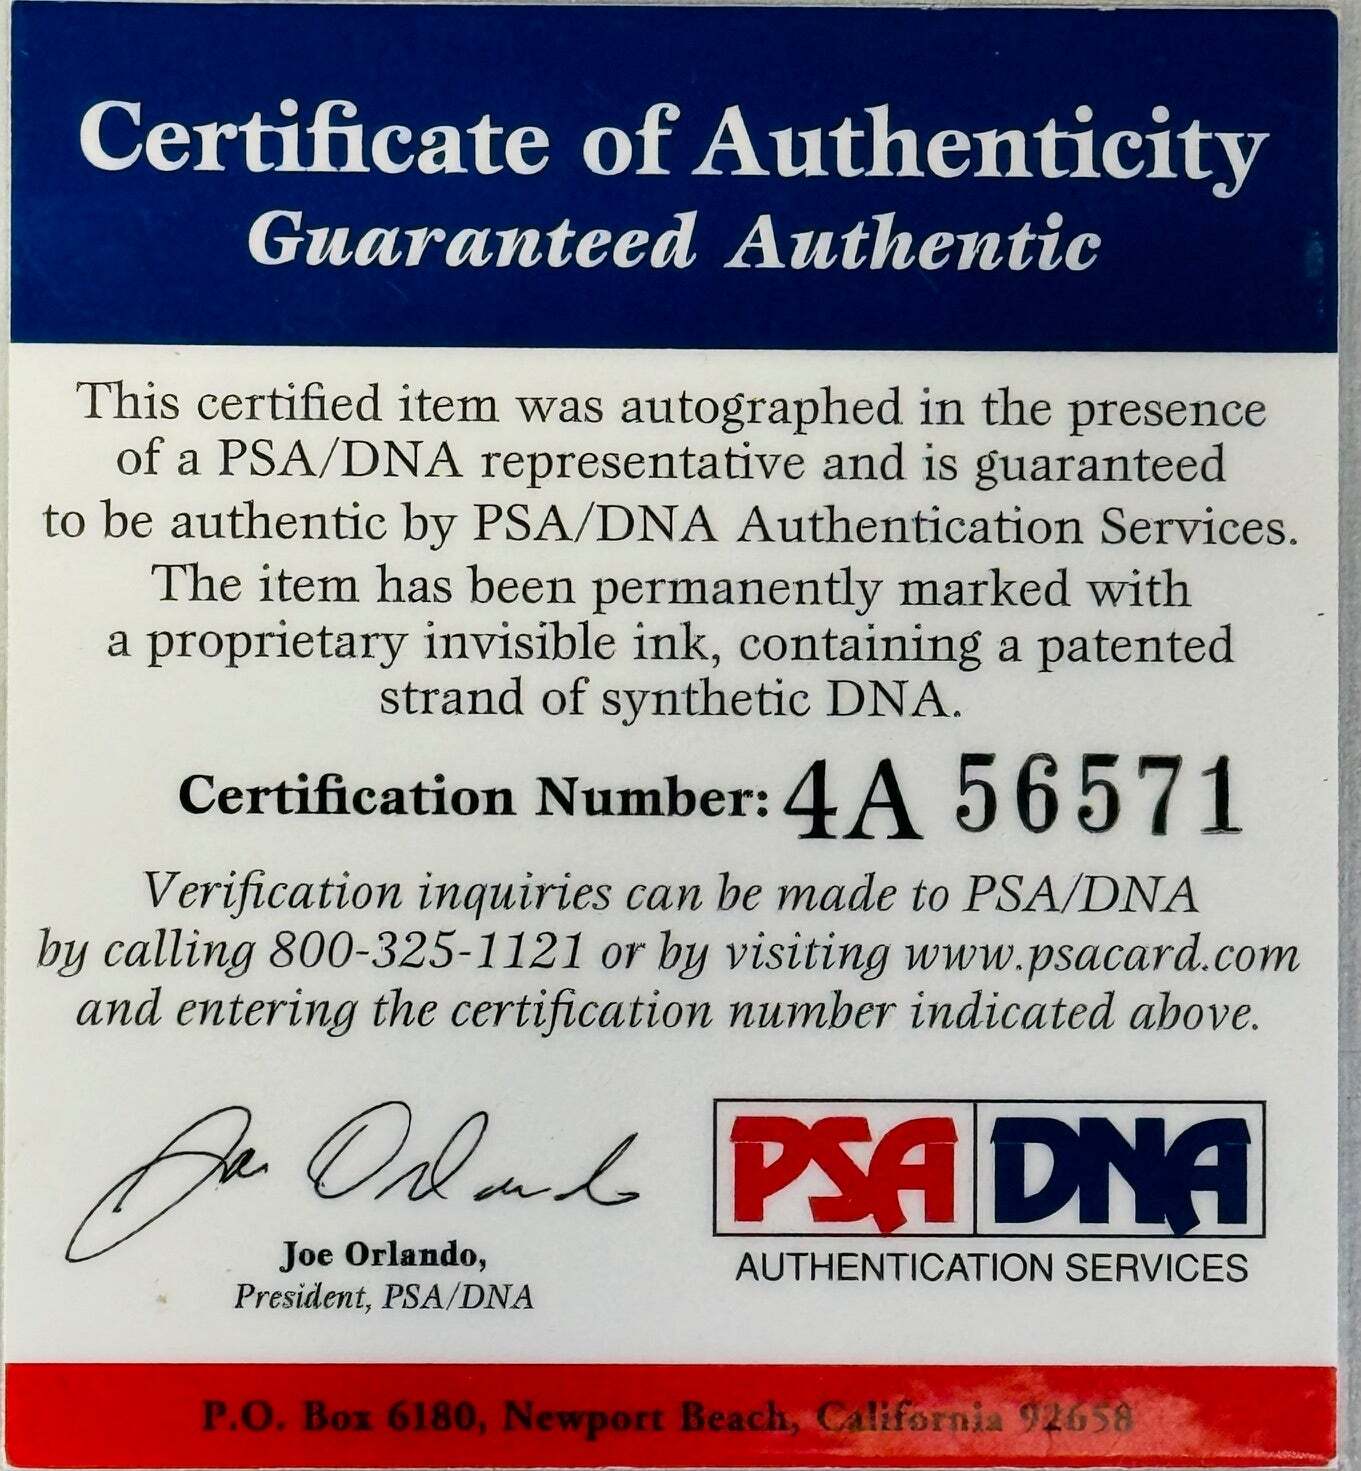 Certificate of Authenticity
Guaranteed Authentic
This certified item was autographed in the presence
of a PSA/DNA representative and is guaranteed
to be authentic by PSA/DNA Authentication Services.
The item has been permanently marked with
a proprietary invisible ink, containing a patented
strand of synthetic DNA.
Certification Number: 4A 56571
Verification inquiries can be made to PSA/DNA
by calling 800-325-1121 or by visiting www.psacard.com
and entering the certification number indicated above.
Joe Orlando
Joe Orlando,
President, PSA/DNA
PSA DNA
AUTHENTICATION SERVICES
P.O. Box 6180, Newport Beach, California 92658